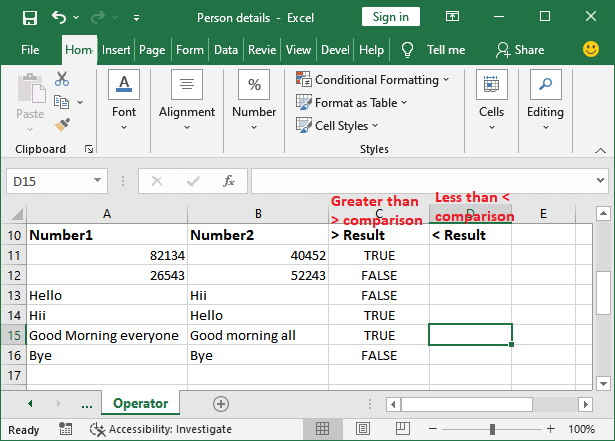 Person details - Excel
Sign in
File Hom Insert Page Form Data Revie View Devel Help Tell me Share
Paste
Clipboard
Font
Alignment
%
Number
Conditional Formatting
Format as Table
Cell Styles
Styles
Cells
Editing
D15
fx
Greater than
> comparison
Less than <
comparison
A B C D E
10 Number1 Number2 > Result < Result
11 82134 40452 TRUE
12 26543 52243 FALSE
13 Hello Hii FALSE
14 Hii Hello TRUE
15 Good Morning everyone Good morning all TRUE
16 Bye Bye FALSE
17
... Operator
Ready Accessibility: Investigate 100%